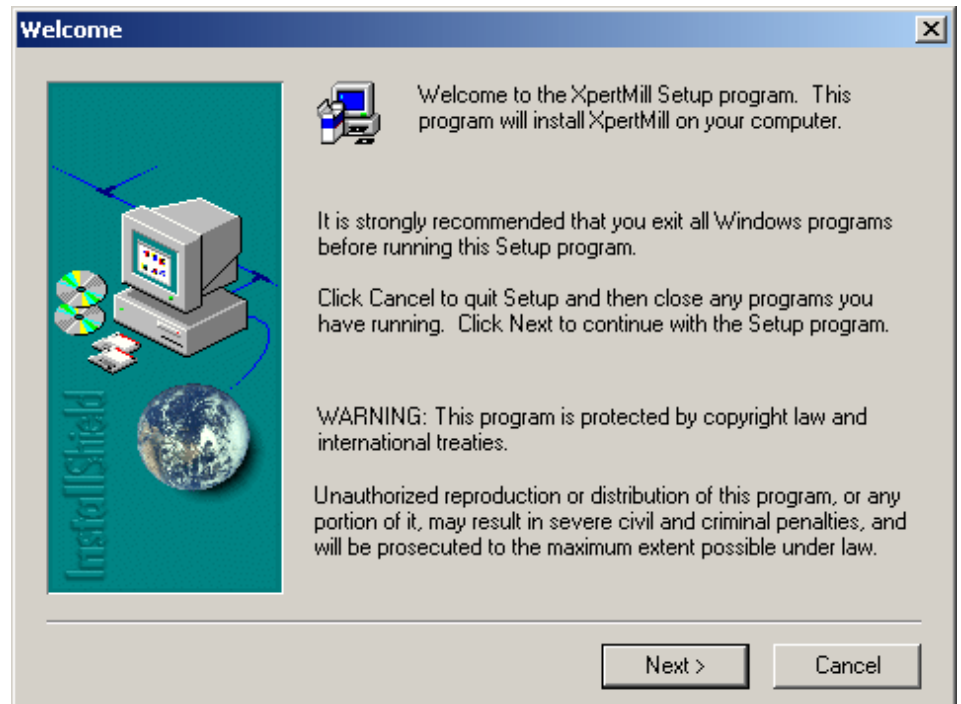 Welcome
Welcome to the XpertMill Setup program. This
program will install XpertMill on your computer.
It is strongly recommended that you exit all Windows programs
before running this Setup program.
Click Cancel to quit Setup and then close any programs you
have running. Click Next to continue with the Setup program.
WARNING: This program is protected by copyright law and
international treaties.
Unauthorized reproduction or distribution of this program, or any
portion of it, may result in severe civil and criminal penalties, and
will be prosecuted to the maximum extent possible under law.
InstallShield
Next >
Cancel